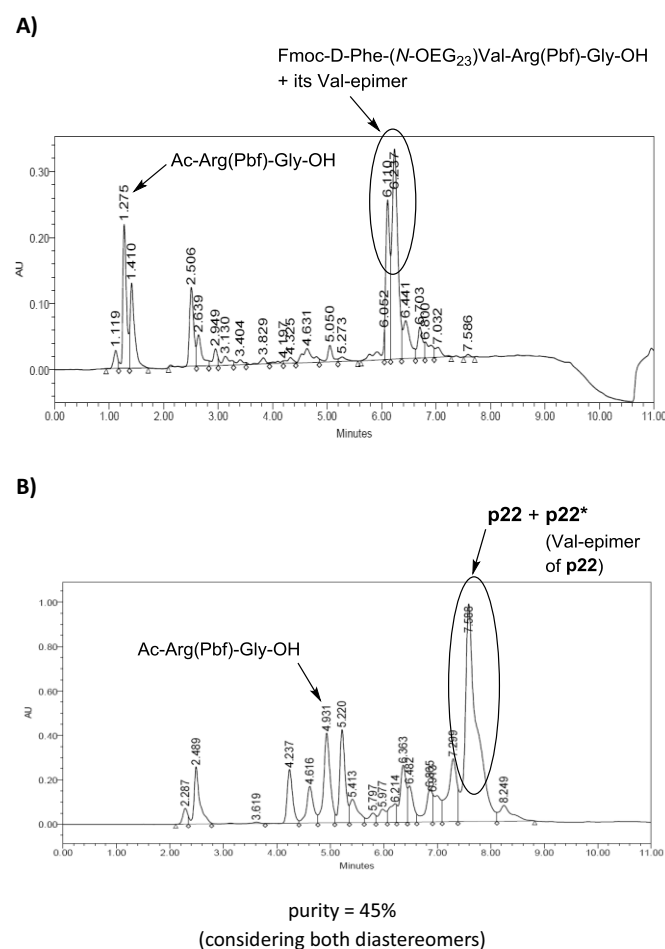 A)
Fmoc-D-Phe-(N-OEG23)Val-Arg(Pbf)-Gly-OH
+ its Val-epimer
Ac-Arg(Pbf)-Gly-OH
1.119
1.275
1.410
2.506
2.639
2.949
3.130
3.404
3.829
4.197
4.325
4.631
5.050
5.273
6.052
6.110
6.237
6.441
6.703
6.800
7.032
7.586
AU
0.30
0.20
0.10
0.00
0.00 1.00 2.00 3.00 4.00 5.00 6.00 7.00 8.00 9.00 10.00 11.00
Minutes
B)
p22 + p22*
(Val-epimer
of p22)
Ac-Arg(Pbf)-Gly-OH
2.287
2.489
3.619
4.237
4.616
4.931
5.220
5.413
5.797
5.977
6.214
6.363
6.482
7.299
7.588
8.249
AU
1.00
0.80
0.60
0.40
0.20
0.00
0.00 1.00 2.00 3.00 4.00 5.00 6.00 7.00 8.00 9.00 10.00 11.00
Minutes
purity = 45%
(considering both diastereomers)